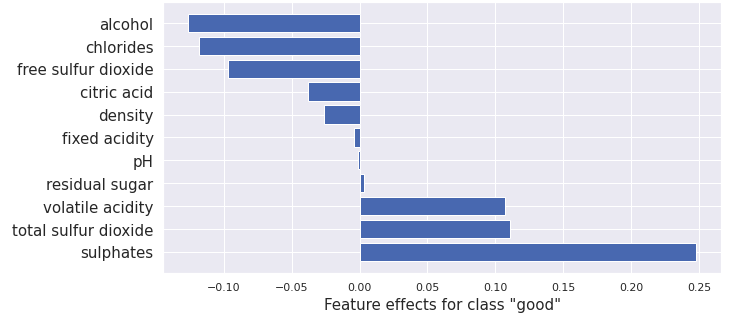 alcohol
chlorides
free sulfur dioxide
citric acid
density
fixed acidity
pH
residual sugar
volatile acidity
total sulfur dioxide
sulphates
−0.10 −0.05 0.00 0.05 0.10 0.15 0.20 0.25
Feature effects for class "good"